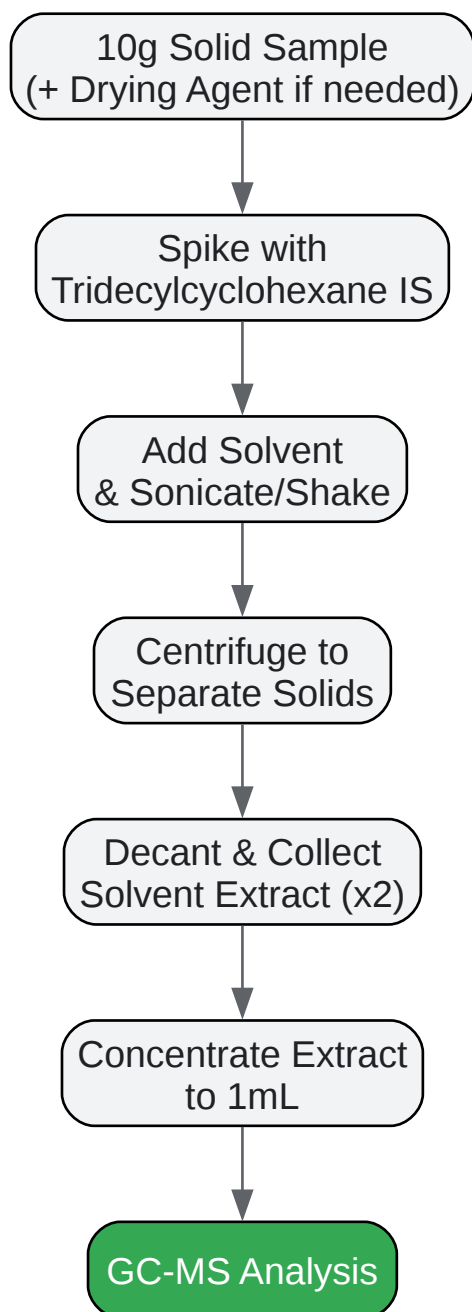 10g Solid Sample
(+ Drying Agent if needed)
Spike with
Tridecylcyclohexane IS
Add Solvent
& Sonicate/Shake
Centrifuge to
Separate Solids
Decant & Collect
Solvent Extract (x2)
Concentrate Extract
to 1mL
GC-MS Analysis